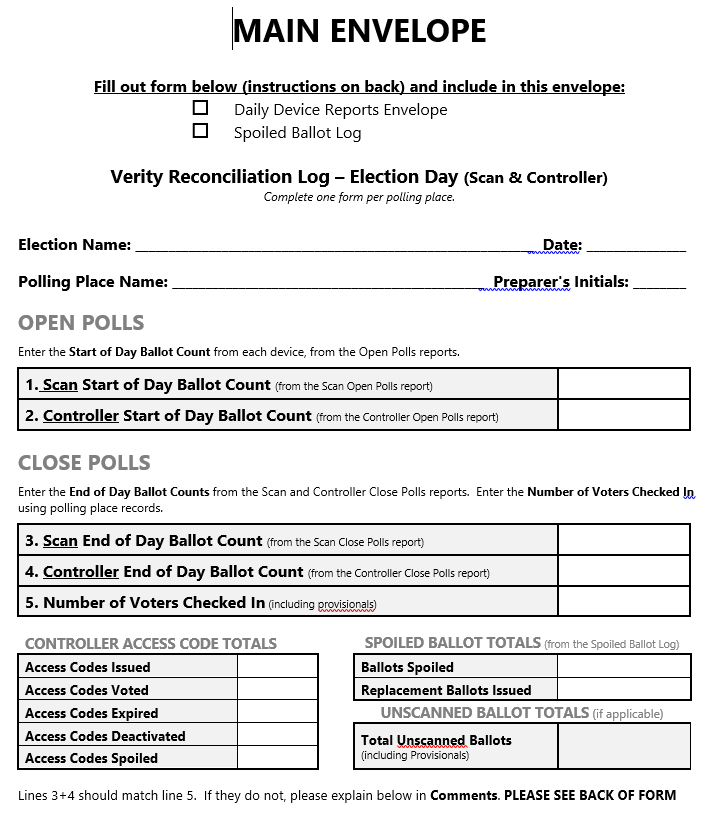 MAIN ENVELOPE
Fill out form below (instructions on back) and include in this envelope:
Daily Device Reports Envelope
Spoiled Ballot Log
Verity Reconciliation Log – Election Day (Scan & Controller)
Complete one form per polling place.
Election Name: ______________________________ Date: ____________
Polling Place Name: ______________________________ Preparer's Initials: _______
OPEN POLLS
Enter the Start of Day Ballot Count from each device, from the Open Polls reports.
1. Scan Start of Day Ballot Count (from the Scan Open Polls report)
2. Controller Start of Day Ballot Count (from the Controller Open Polls report)
CLOSE POLLS
Enter the End of Day Ballot Counts from the Scan and Controller Close Polls reports.  Enter the Number of Voters Checked In
using polling place records.
3. Scan End of Day Ballot Count (from the Scan Close Polls report)
4. Controller End of Day Ballot Count (from the Controller Close Polls report)
5. Number of Voters Checked In (including provisionals)
CONTROLLER ACCESS CODE TOTALS
Access Codes Issued
Access Codes Voted
Access Codes Expired
Access Codes Deactivated
Access Codes Spoiled
SPOILED BALLOT TOTALS (from the Spoiled Ballot Log)
Ballots Spoiled
Replacement Ballots Issued
UNSCANNED BALLOT TOTALS (if applicable)
Total Unscanned Ballots
(including Provisionals)
Lines 3+4 should match line 5.  If they do not, please explain below in Comments. PLEASE SEE BACK OF FORM